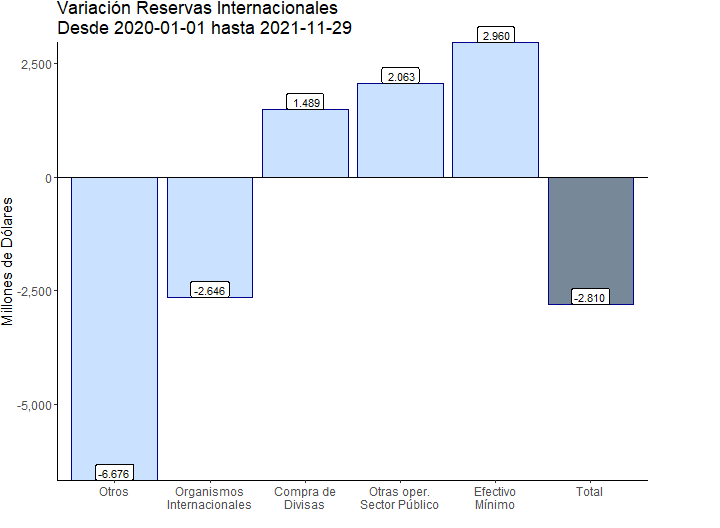 Variación Reservas Internacionales
Desde 2020-01-01 hasta 2021-11-29
Millones de Dólares
2,500
0
-2,500
-5,000
-6.676
-2.646
1.489
2.063
2.960
-2.810
Otros
Organismos
Internacionales
Compra de
Divisas
Otras oper.
Sector Público
Efectivo
Mínimo
Total